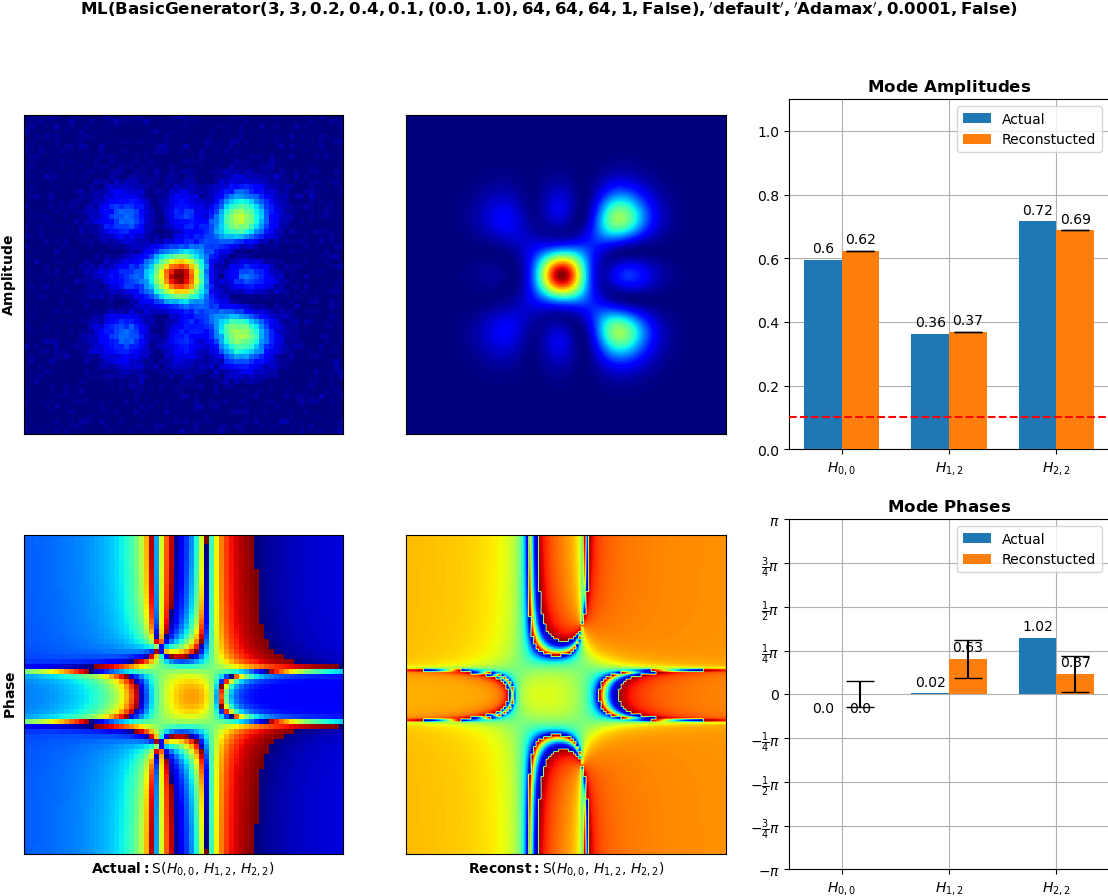 ML(BasicGenerator(3, 3, 0.2, 0.4, 0.1, (0.0, 1.0), 64, 64, 64, 1, False), ′default′, ′Adamax′, 0.0001, False)
Amplitude
Mode Amplitudes
Actual
Reconstucted
1.0
0.8
0.6
0.4
0.2
0.0
0.6
0.62
0.36
0.37
0.72
0.69
H0,0
H1,2
H2,2
Phase
Actual: S(H0,0, H1,2, H2,2)
Reconst: S(H0,0, H1,2, H2,2)
Mode Phases
Actual
Reconstucted
π
3/4π
1/2π
1/4π
0
−1/4π
−1/2π
−3/4π
−π
0.0
0.0
0.02
0.63
1.02
0.37
H0,0
H1,2
H2,2